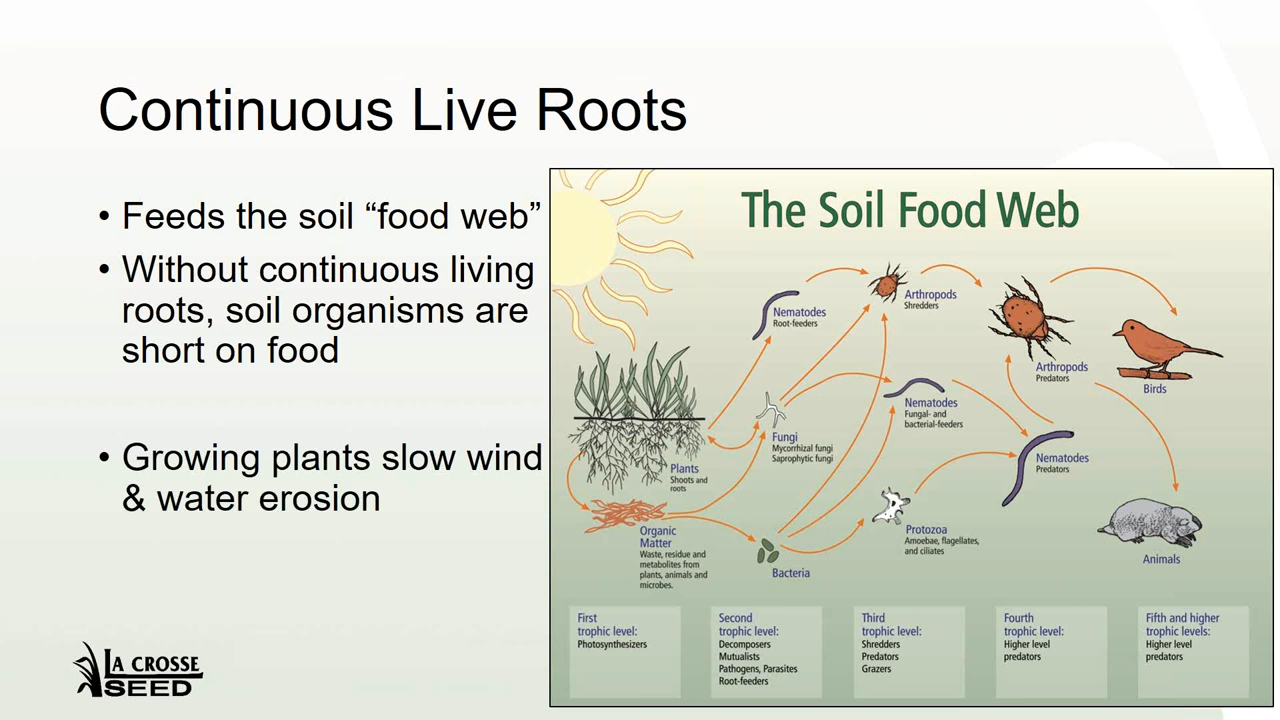 Continuous Live Roots
• Feeds the soil “food web”
• Without continuous living
roots, soil organisms are
short on food
• Growing plants slow wind
& water erosion
LA CROSSE
SEED
The Soil Food Web
Nematodes
Root-feeders
Arthropods
Shredders
Arthropods
Predators
Birds
Plants
Shoots and
roots
Fungi
Mycorrhizal fungi
Saprophytic fungi
Nematodes
Fungal- and
bacterial-feeders
Nematodes
Predators
Organic
Matter
Waste, residue and
metabolites from
plants, animals and
microbes.
Bacteria
Protozoa
Amoebae, flagellates,
and ciliates
Animals
First
trophic level:
Photosynthesizers
Second
trophic level:
Decomposers
Mutualists
Pathogens, Parasites
Root-feeders
Third
trophic level:
Shredders
Predators
Grazers
Fourth
trophic level:
Higher level
predators
Fifth and higher
trophic levels:
Higher level
predators